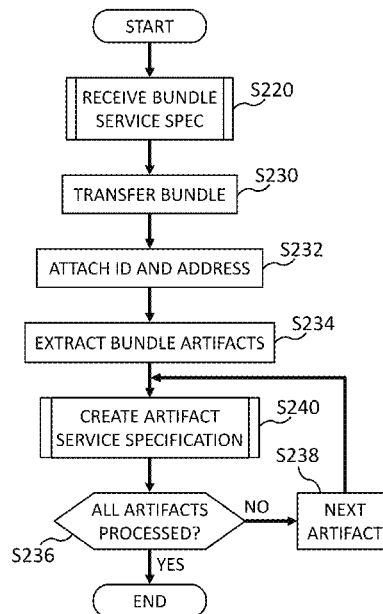 START
RECEIVE BUNDLE
SERVICE SPEC
S220
TRANSFER BUNDLE
S230
ATTACH ID AND ADDRESS
S232
EXTRACT BUNDLE ARTIFACTS
S234
CREATE ARTIFACT
SERVICE SPECIFICATION
S240
S238
ALL ARTIFACTS
PROCESSED?
NO
NEXT
ARTIFACT
S236
YES
END